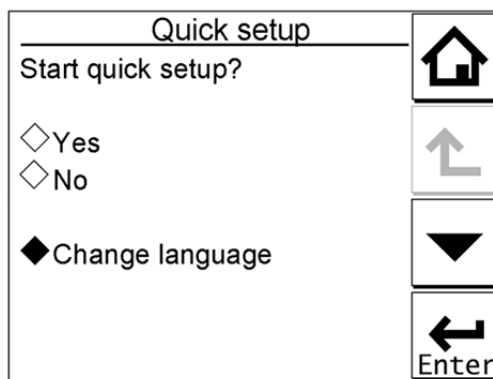 Quick setup
Start quick setup?
Yes
No
Change language
Enter